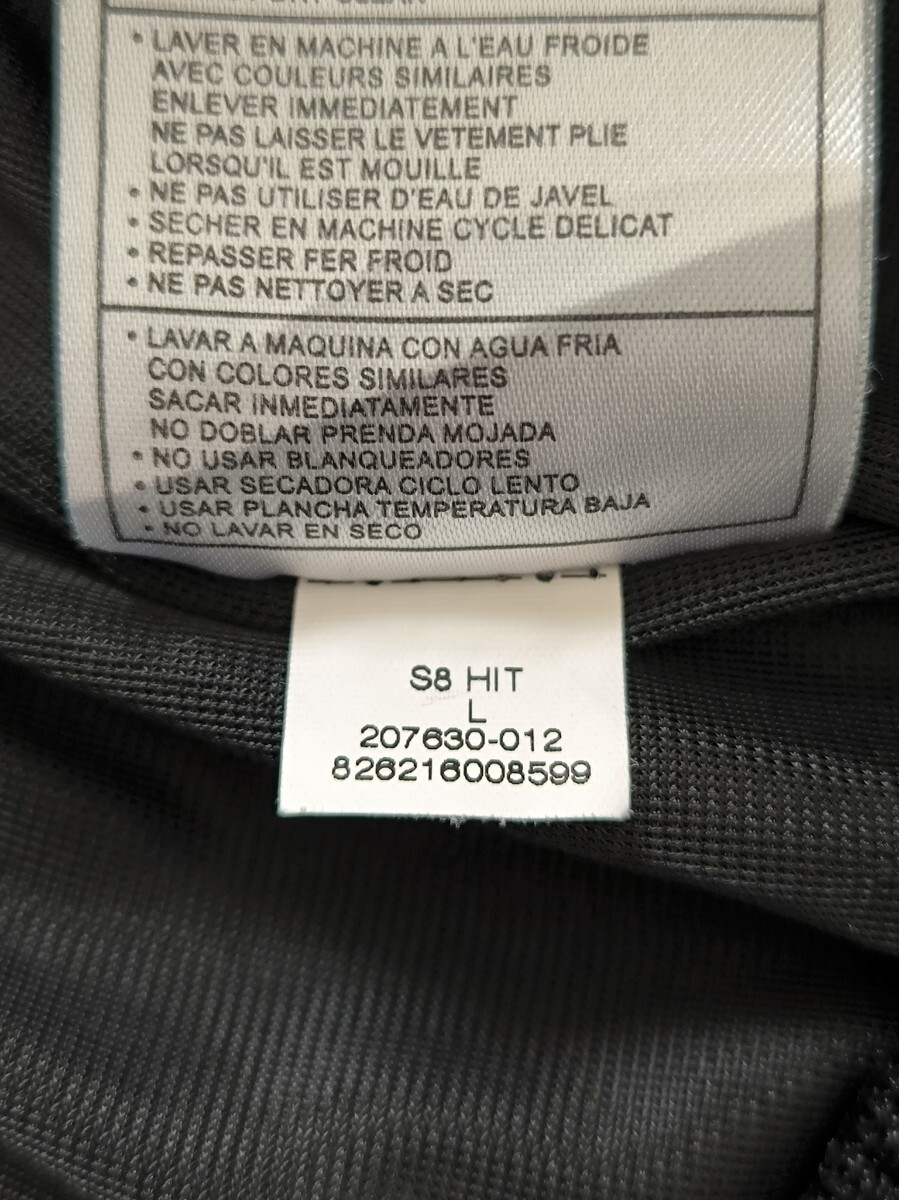 • LAVER EN MACHINE A L'EAU FROIDE
AVEC COULEURS SIMILAIRES
ENLEVER IMMEDIATEMENT
NE PAS LAISSER LE VETEMENT PLIE
LORSQU'IL EST MOUILLE
• NE PAS UTILISER D'EAU DE JAVEL
• SECHER EN MACHINE CYCLE DELICAT
• REPASSER FER FROID
• NE PAS NETTOYER A SEC
• LAVAR A MAQUINA CON AGUA FRIA
CON COLORES SIMILARES
SACAR INMEDIATAMENTE
NO DOBLAR PRENDA MOJADA
• NO USAR BLANQUEADORES
• USAR SECADORA CICLO LENTO
• USAR PLANCHA TEMPERATURA BAJA
• NO LAVAR EN SECO
S8 HIT
L
207630-012
826216008599